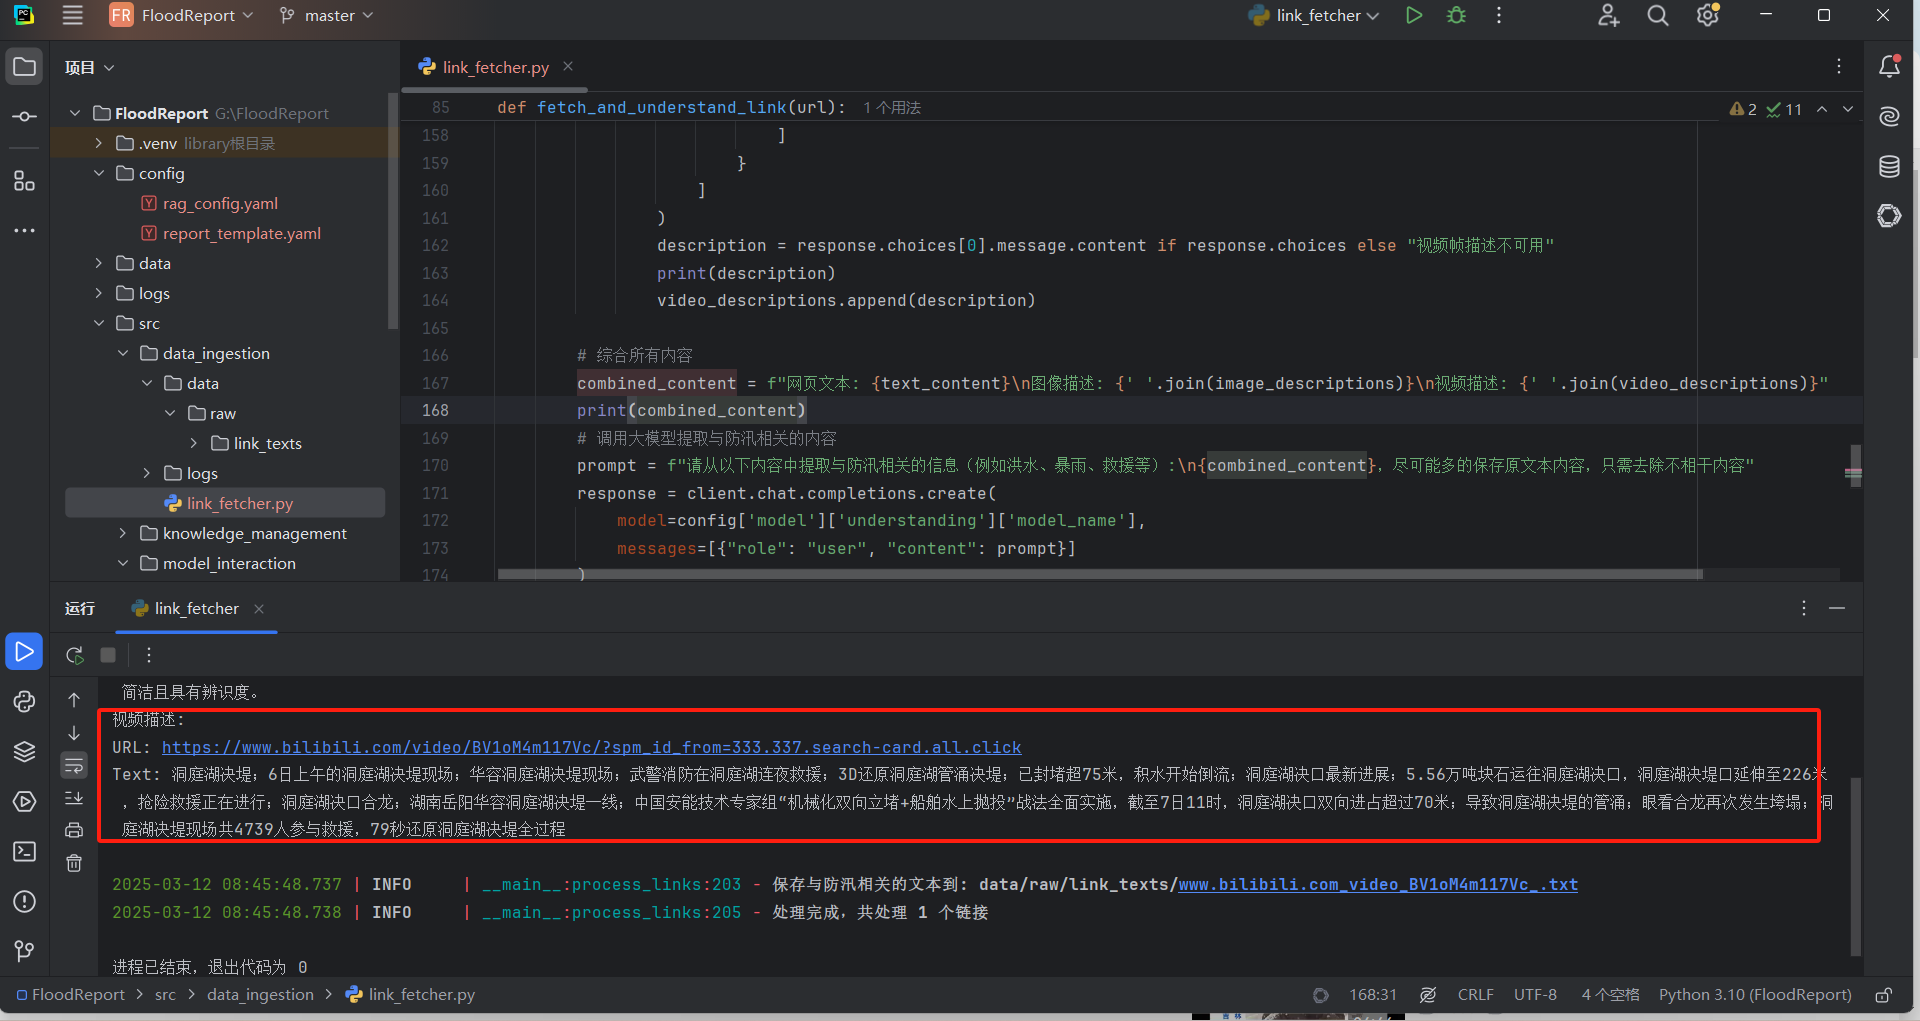 FR FloodReport master link_fetcher
项目
link_fetcher.py
FloodReport G:\FloodReport
.venv library根目录
config
rag_config.yaml
report_template.yaml
data
logs
src
data_ingestion
data
raw
link_texts
logs
link_fetcher.py
knowledge_management
model_interaction
85 def fetch_and_understand_link(url): 1 个用法
2 11
158 ]
159 }
160 ]
161 )
162 description = response.choices[0].message.content if response.choices else "视频帧描述不可用"
163 print(description)
164 video_descriptions.append(description)
165
166 # 综合所有内容
167 combined_content = f"网页文本: {text_content}\n图像描述: {' '.join(image_descriptions)}\n视频描述: {' '.join(video_descriptions)}"
168 print(combined_content)
169 # 调用大模型提取与防汛相关的内容
170 prompt = f"请从以下内容中提取与防汛相关的信息（例如洪水、暴雨、救援等）:\n{combined_content}，尽可能多的保存原文本内容，只需去除不相干内容"
171 response = client.chat.completions.create(
172 model=config['model']['understanding']['model_name'],
173 messages=[{"role": "user", "content": prompt}]
174 )
运行 link_fetcher
简洁且具有辨识度。
视频描述:
URL: https://www.bilibili.com/video/BV1oM4m117Vc/?spm_id_from=333.337.search-card.all.click
Text: 洞庭湖决堤；6日上午的洞庭湖决堤现场；华容洞庭湖决堤现场；武警消防在洞庭湖连夜救援；3D还原洞庭湖管涌决堤；已封堵超75米，积水开始倒流；洞庭湖决口最新进展；5.56万吨块石运往洞庭湖决口，洞庭湖决堤口延伸至226米
，抢险救援正在进行；洞庭湖决口合龙；湖南岳阳华容洞庭湖决堤一线；中国安能技术专家组“机械化双向立堵+船舶水上抛投”战法全面实施，截至7日11时，洞庭湖决口双向进占超过70米；导致洞庭湖决堤的管涌；眼看合龙再次发生垮塌；洞
庭湖决堤现场共4739人参与救援，79秒还原洞庭湖决堤全过程
2025-03-12 08:45:48.737 | INFO | __main__:process_links:203 - 保存与防汛相关的文本到: data/raw/link_texts/www.bilibili.com_video_BV1oM4m117Vc_.txt
2025-03-12 08:45:48.738 | INFO | __main__:process_links:205 - 处理完成，共处理 1 个链接
进程已结束，退出代码为 0
FloodReport > src > data_ingestion > link_fetcher.py 168:31 CRLF UTF-8 4 个空格 Python 3.10 (FloodReport)